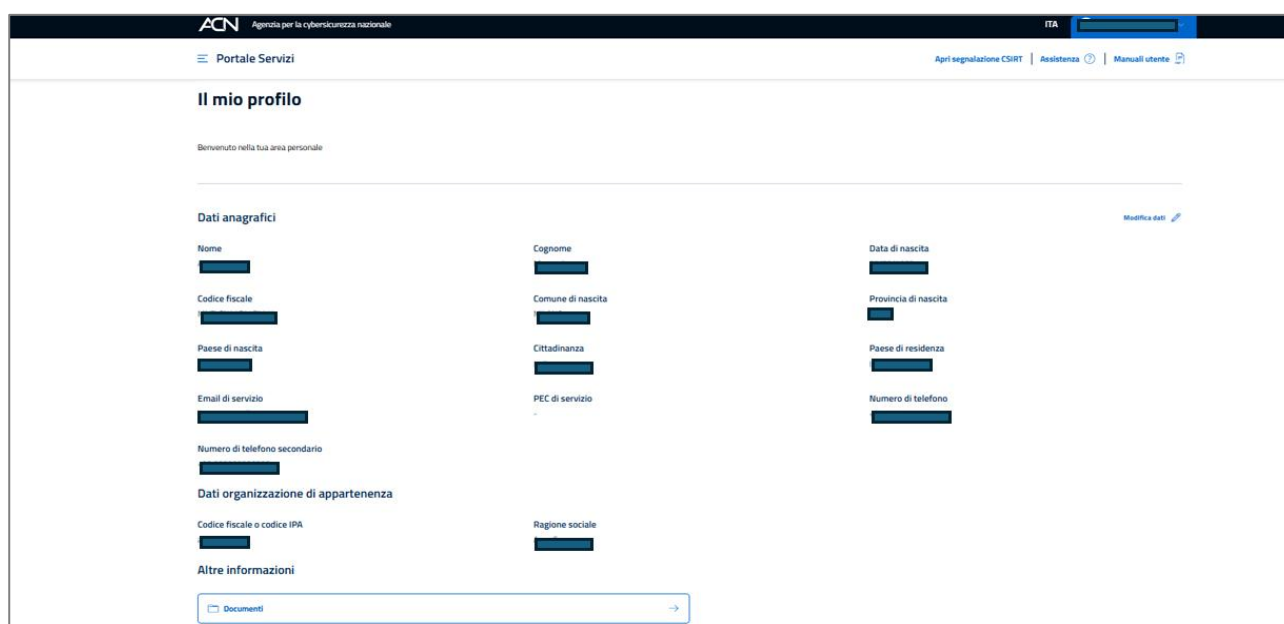 ACN Agenzia per la cybersicurezza nazionale ITA
Portale Servizi Apri segnalazione CSIRT Assistenza Manuali utente
Il mio profilo
Benvenuto nella tua area personale
Dati anagrafici Modifica dati
Nome Cognome Data di nascita
Codice fiscale Comune di nascita Provincia di nascita
Paese di nascita Cittadinanza Paese di residenza
Email di servizio PEC di servizio Numero di telefono
-
Numero di telefono secondario
Dati organizzazione di appartenenza
Codice fiscale o codice IPA Ragione sociale
Altre informazioni
Documenti